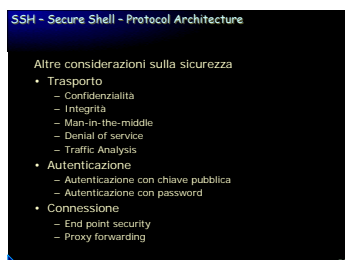 SSH – Secure Shell – Protocol Architecture
Altre considerazioni sulla sicurezza
• Trasporto
– Confidenzialità
– Integrità
– Man-in-the-middle
– Denial of service
– Traffic Analysis
• Autenticazione
– Autenticazione con chiave pubblica
– Autenticazione con password
• Connessione
– End point security
– Proxy forwarding